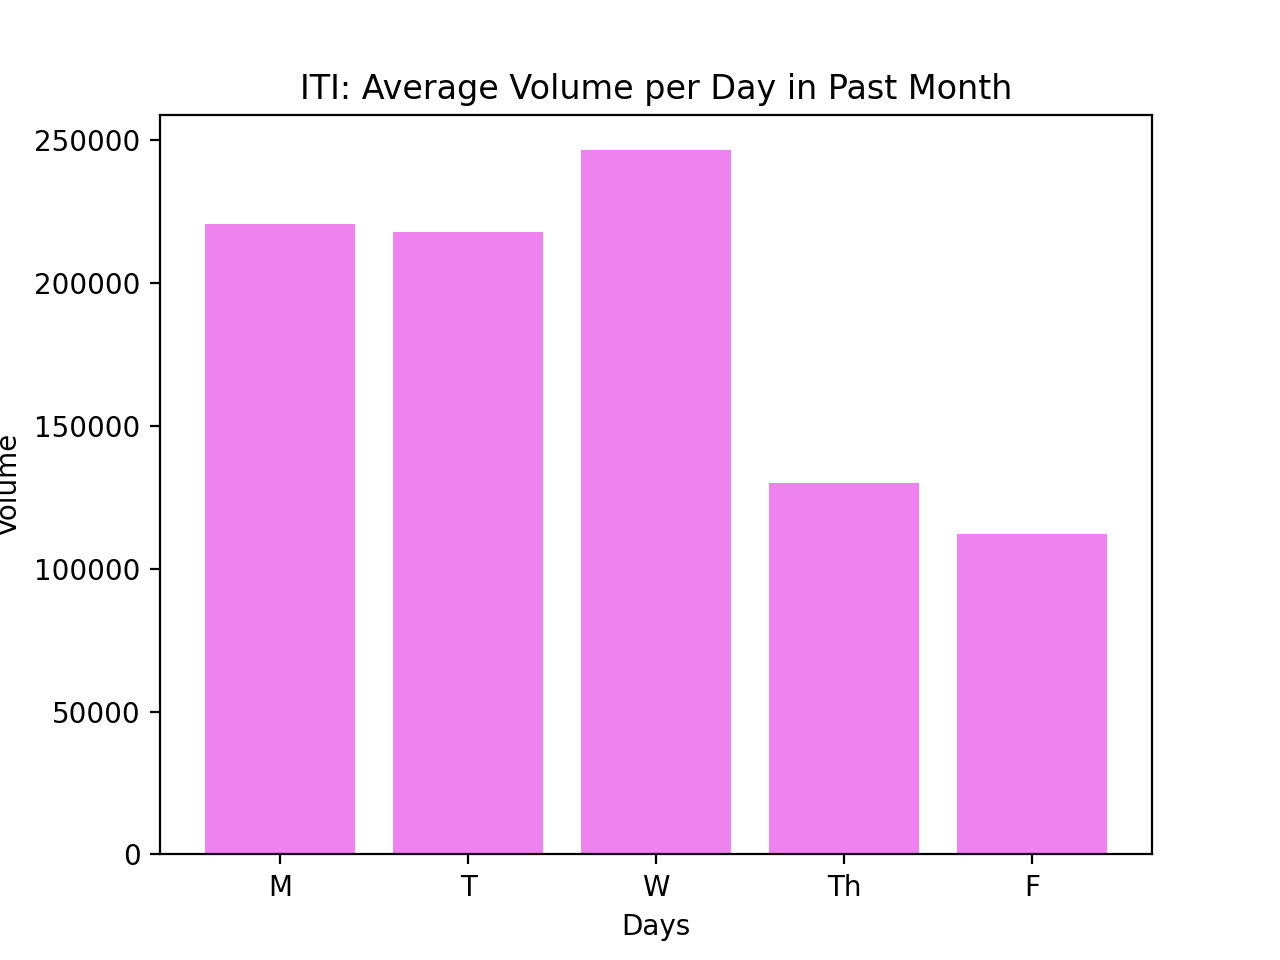 ITI: Average Volume per Day in Past Month
250000
200000
150000
100000
50000
0
Volume
M T W Th F
Days